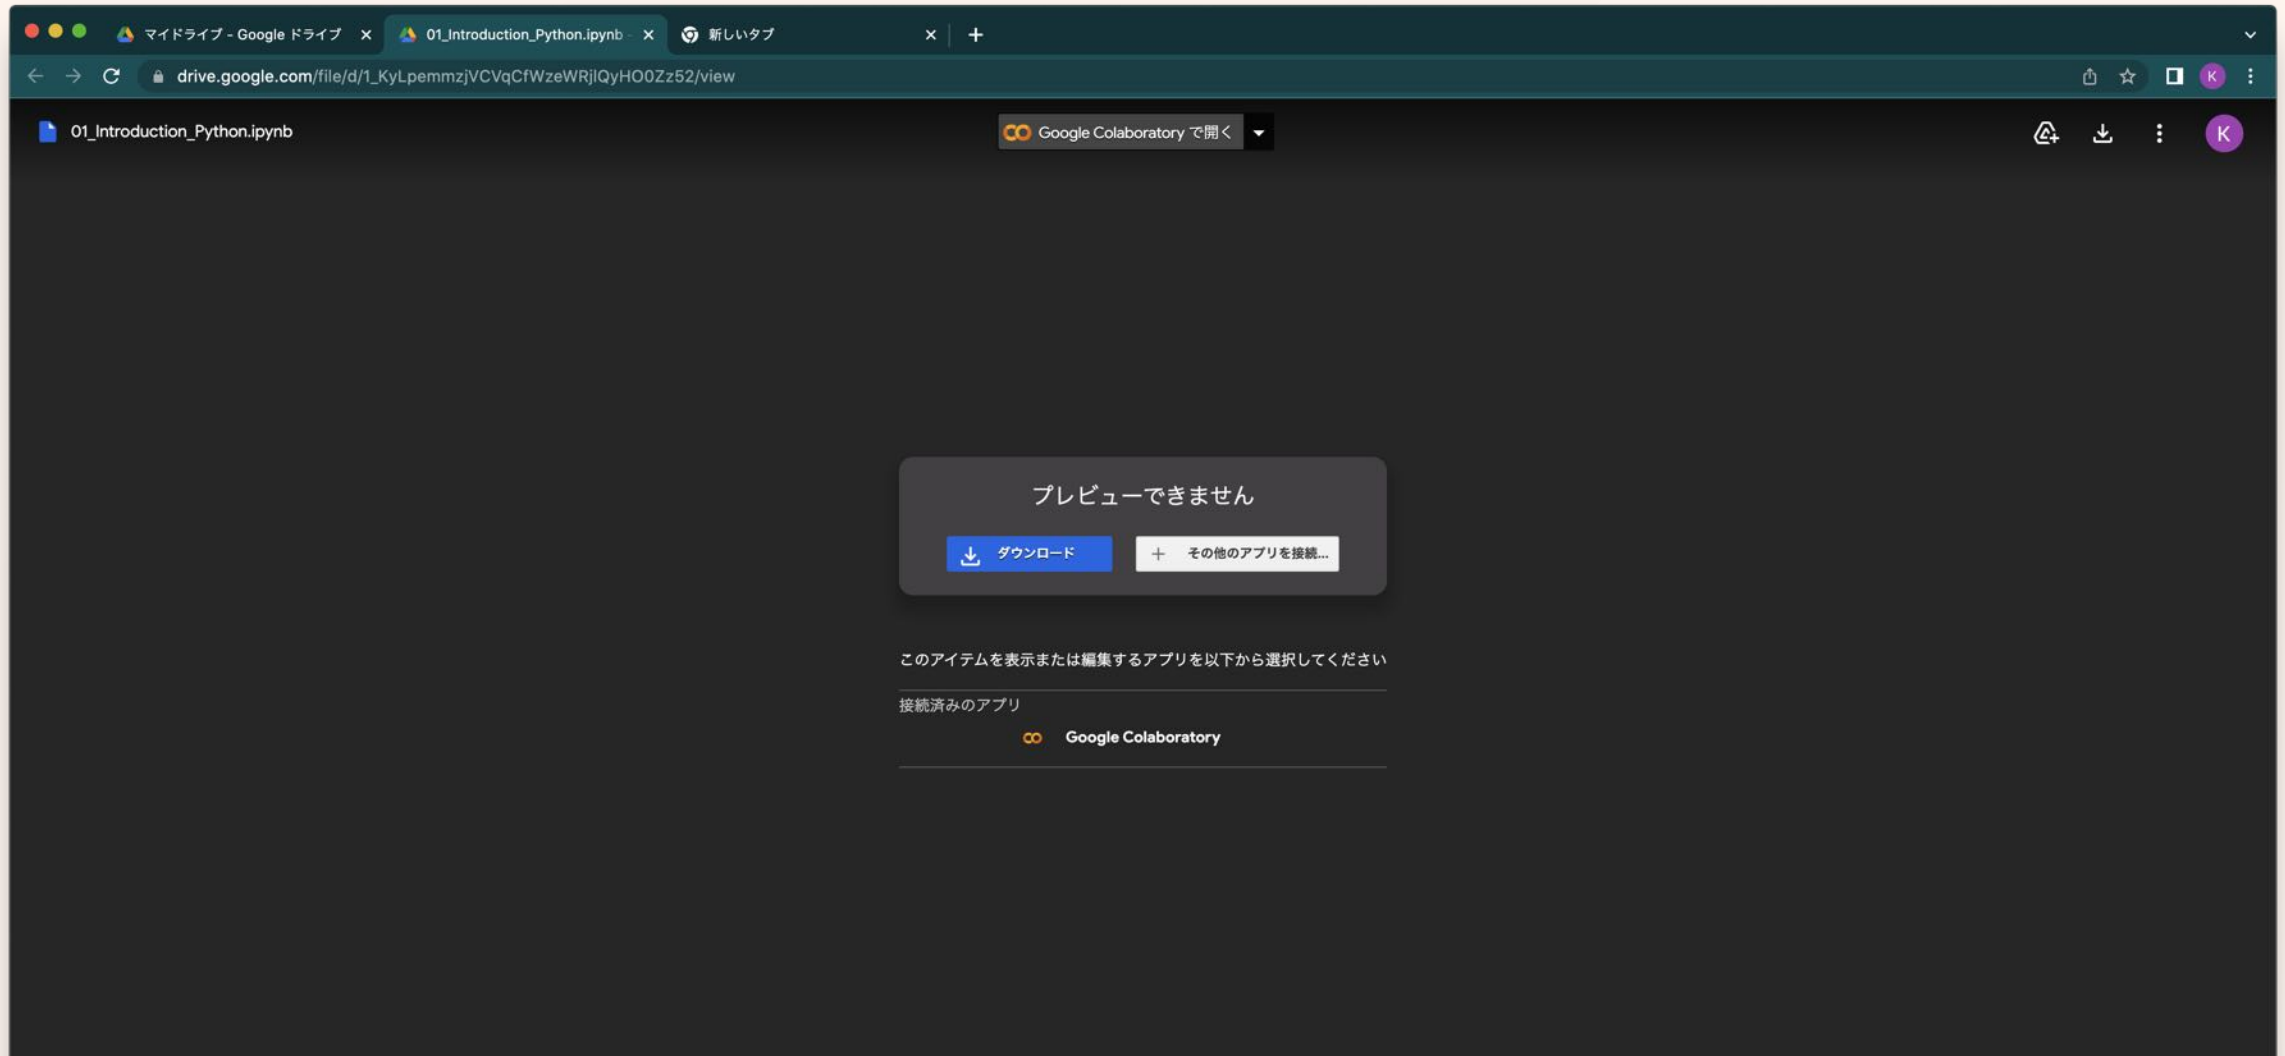 マイドライブ - Google ドライブ
01_Introduction_Python.ipynb -
新しいタブ
drive.google.com/file/d/1_KyLpemmzjVCVqCfWzeWRjlQyHO0Zz52/view
K
01_Introduction_Python.ipynb
Google Colaboratory で開く
K
プレビューできません
ダウンロード
その他のアプリを接続...
このアイテムを表示または編集するアプリを以下から選択してください
接続済みのアプリ
Google Colaboratory